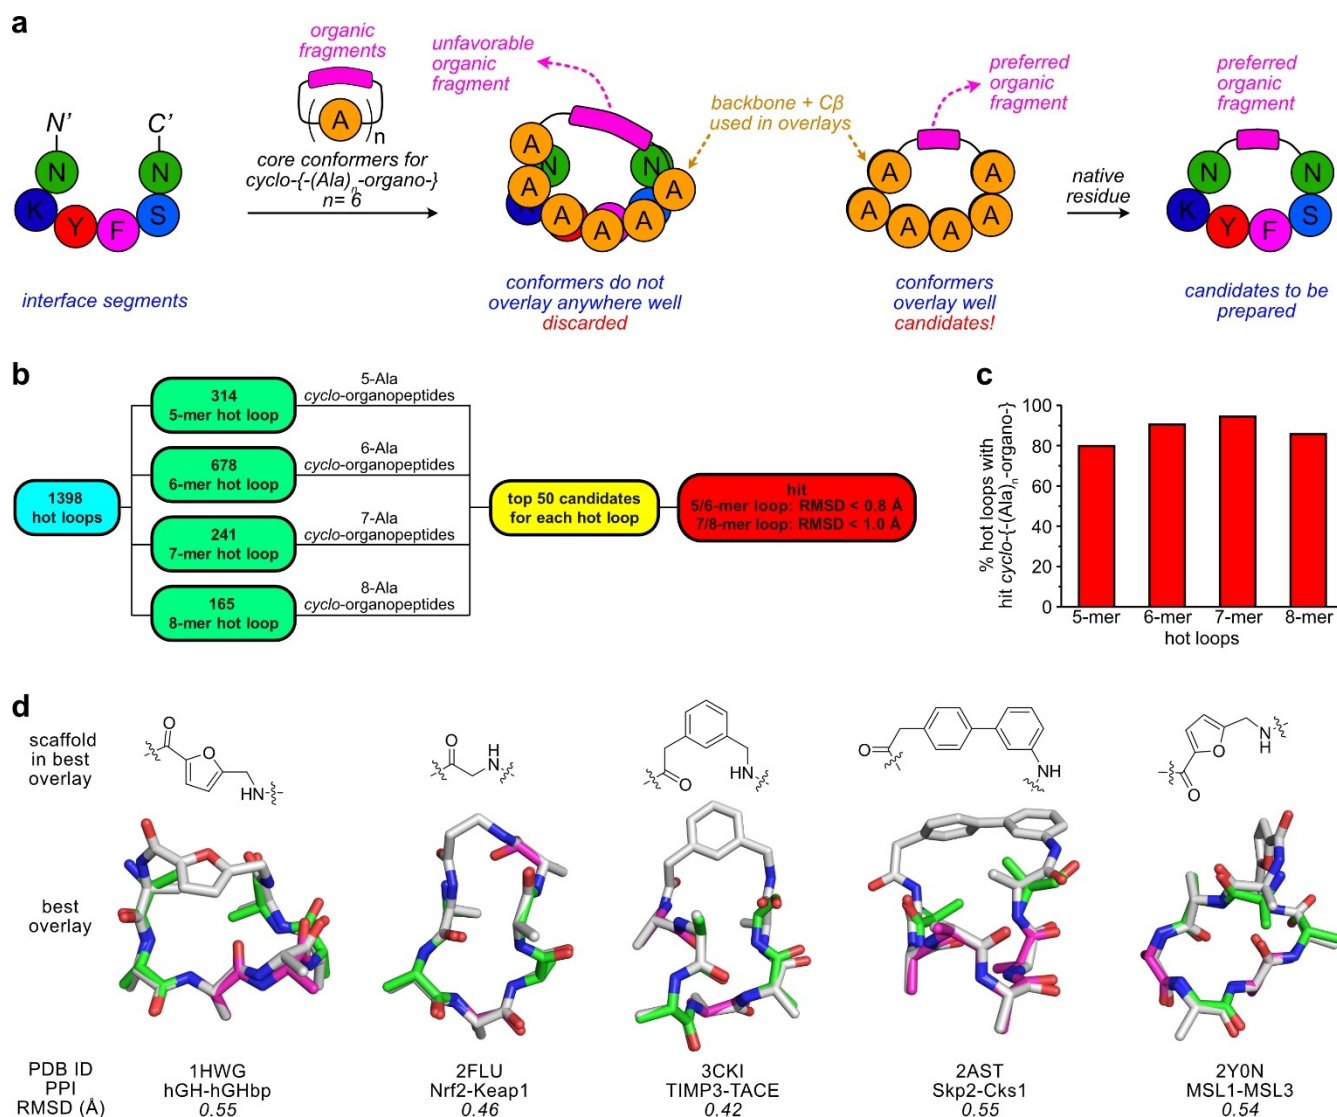 a
organic
fragments
A
n
core conformers for
cyclo-{-(Ala)n-organo-}
n= 6
N'
C'
N
N
K
Y
F
S
interface segments
unfavorable
organic
fragment
A
N
N
A
A
A
A
A
conformers do not
overlay anywhere well
discarded
backbone + Cβ
used in overlays
preferred
organic
fragment
A
A
A
A
A
A
conformers
overlay well
candidates!
native
residue
preferred
organic
fragment
N
N
K
Y
F
S
candidates to be
prepared
b
1398
hot loops
314
5-mer hot loop
678
6-mer hot loop
241
7-mer hot loop
165
8-mer hot loop
5-Ala
cyclo-organopeptides
6-Ala
cyclo-organopeptides
7-Ala
cyclo-organopeptides
8-Ala
cyclo-organopeptides
top 50 candidates
for each hot loop
hit
5/6-mer loop: RMSD < 0.8 Å
7/8-mer loop: RMSD < 1.0 Å
c
% hot loops with
hit cyclo-{-(Ala)n-organo-}
100
80
60
40
20
0
5-mer 6-mer 7-mer 8-mer
hot loops
d
scaffold
in best
overlay
O
O
HN
O
H
N
O
HN
O
NH
O
O
N
H
best
overlay
PDB ID 1HWG 2FLU 3CKI 2AST 2Y0N
PPI hGH-hGHbp Nrf2-Keap1 TIMP3-TACE Skp2-Cks1 MSL1-MSL3
RMSD (Å) 0.55 0.46 0.42 0.55 0.54